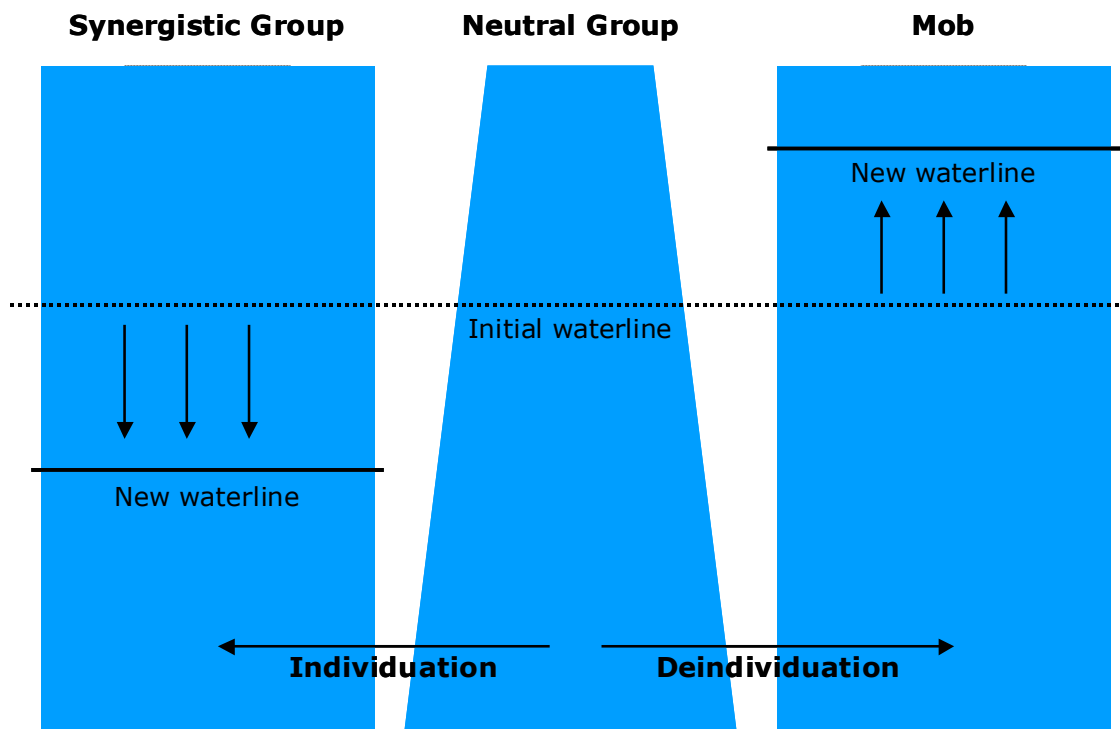 Synergistic Group
Neutral Group
Mob
New waterline
Initial waterline
New waterline
Individuation
Deindividuation